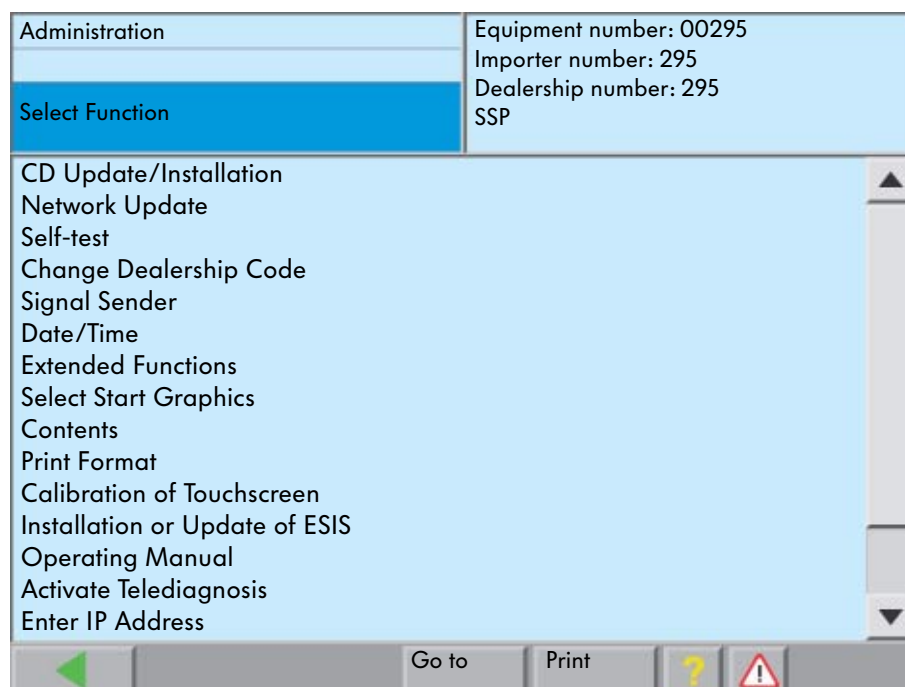 Administration
Select Function
Equipment number: 00295
Importer number: 295
Dealership number: 295
SSP
CD Update/Installation
Network Update
Self-test
Change Dealership Code
Signal Sender
Date/Time
Extended Functions
Select Start Graphics
Contents
Print Format
Calibration of Touchscreen
Installation or Update of ESIS
Operating Manual
Activate Telediagnosis
Enter IP Address
Go to
Print
?
!